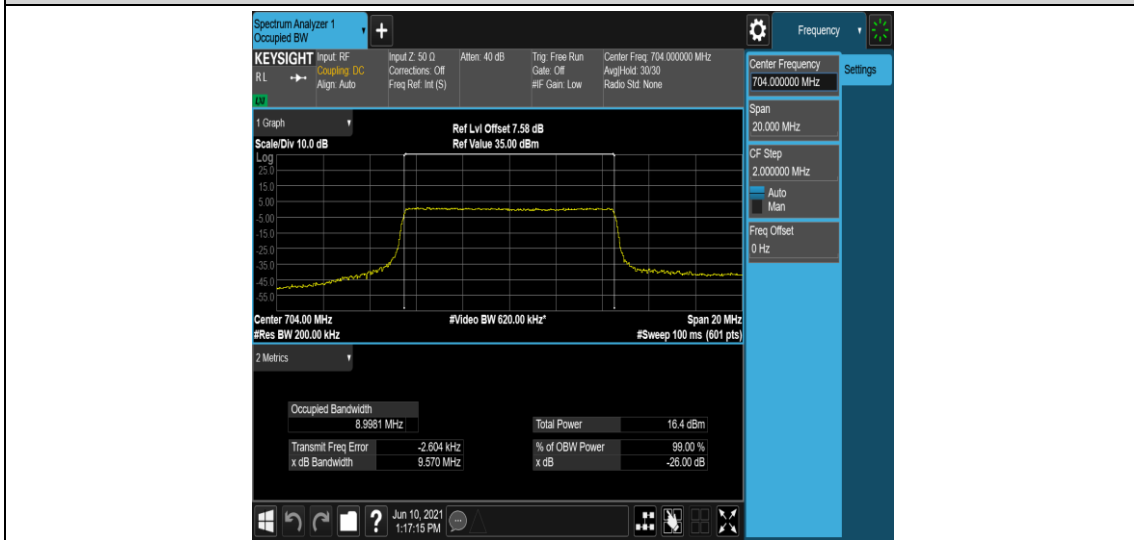 Spectrum Analyzer 1
Occupied BW
+
Frequency
KEYSIGHT
RL
LNI
Input: RF
Coupling: DC
Align: Auto
Input Z: 50 Ω
Corrections: Off
Freq Ref: Int (S)
Atten: 40 dB
Trig: Free Run
Gate: Off
#IF Gain: Low
Center Freq: 704.000000 MHz
Avg|Hold: 30/30
Radio Std: None
Center Frequency
704.000000 MHz
Settings
Span
20.000 MHz
CF Step
2.000000 MHz
Auto
Man
Freq Offset
0 Hz
1 Graph
Ref Lvl Offset 7.58 dB
Scale/Div 10.0 dB
Ref Value 35.00 dBm
Log
25.0
15.0
5.00
-5.00
-15.0
-25.0
-35.0
-45.0
-55.0
Center 704.00 MHz
#Video BW 620.00 kHz*
Span 20 MHz
#Res BW 200.00 kHz
#Sweep 100 ms (601 pts)
2 Metrics
Occupied Bandwidth
8.9981 MHz
Total Power 16.4 dBm
Transmit Freq Error -2.604 kHz
% of OBW Power 99.00 %
x dB Bandwidth 9.570 MHz
x dB -26.00 dB
?
Jun 10, 2021
1:17:15 PM